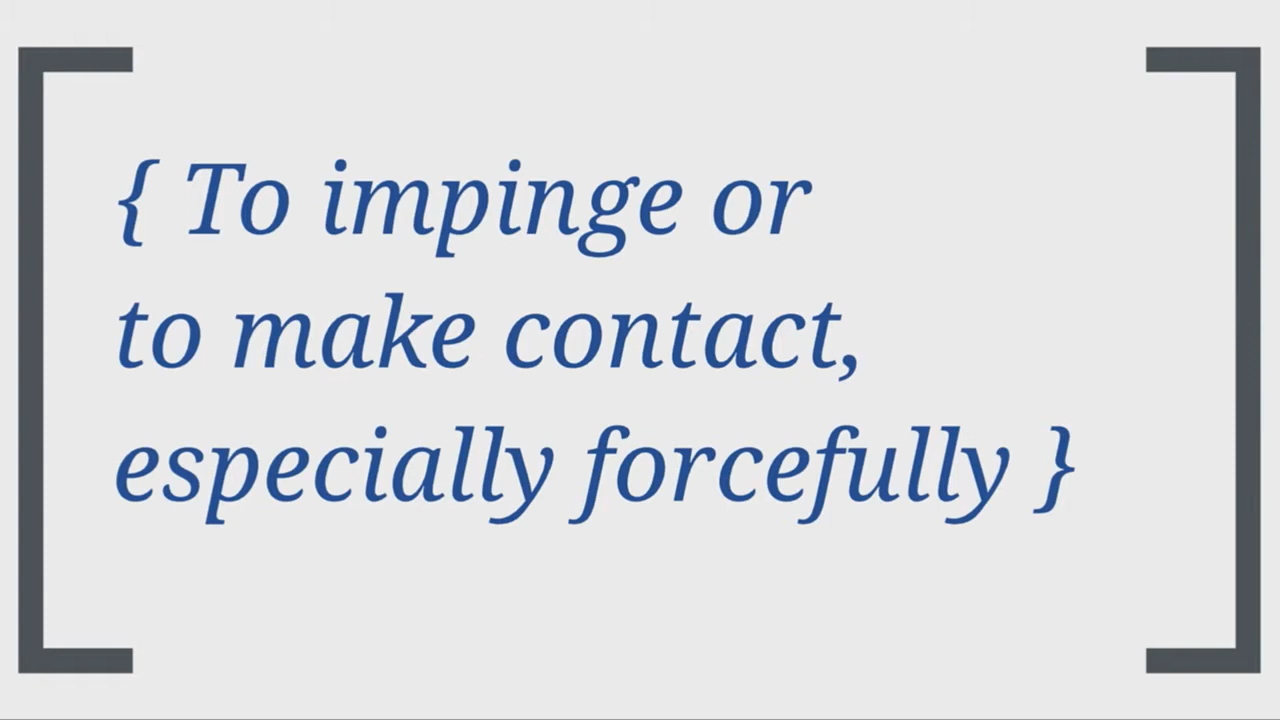 { To impinge or
to make contact,
especially forcefully }